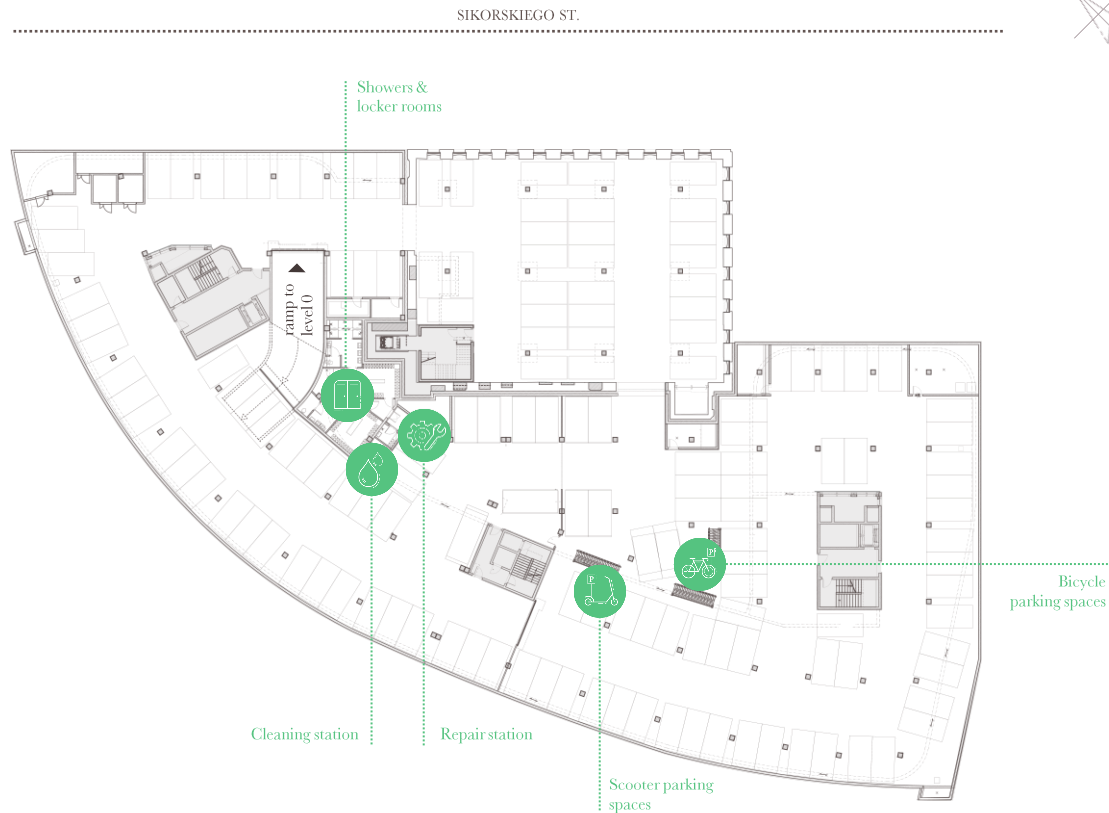 SIKORSKIEGO ST.
Showers &
locker rooms
ramp to
level 0
P
P
Bicycle
parking spaces
Cleaning station
Repair station
Scooter parking
spaces